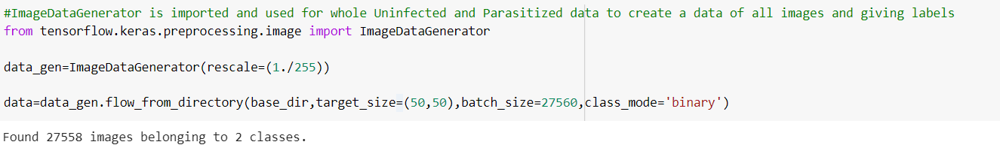 #ImageDataGenerator is imported and used for whole Uninfected and Parasitized data to create a data of all images and giving labels
from tensorflow.keras.preprocessing.image import ImageDataGenerator
data_gen=ImageDataGenerator(rescale=(1./255))
data=data_gen.flow_from_directory(base_dir,target_size=(50,50),batch_size=27560,class_mode='binary')
Found 27558 images belonging to 2 classes.